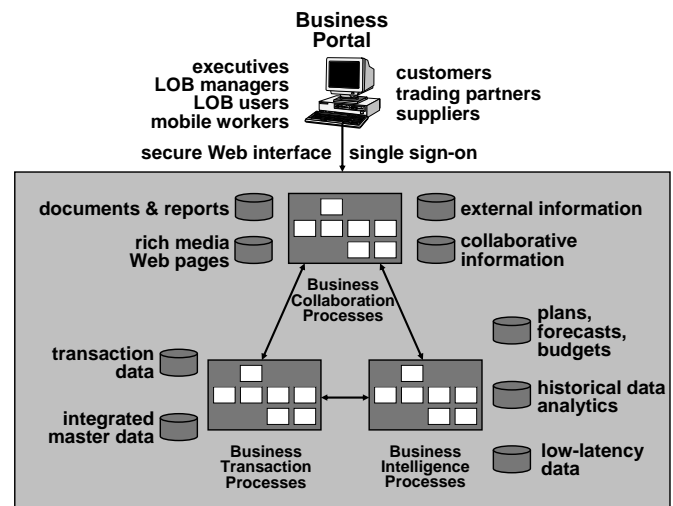 Business
Portal
executives
LOB managers
LOB users
mobile workers
customers
trading partners
suppliers
secure Web interface
single sign-on
documents & reports
external information
rich media
Web pages
collaborative
information
Business
Collaboration
Processes
plans,
forecasts,
budgets
transaction
data
historical data
analytics
integrated
master data
Business
Transaction
Processes
Business
Intelligence
Processes
low-latency
data